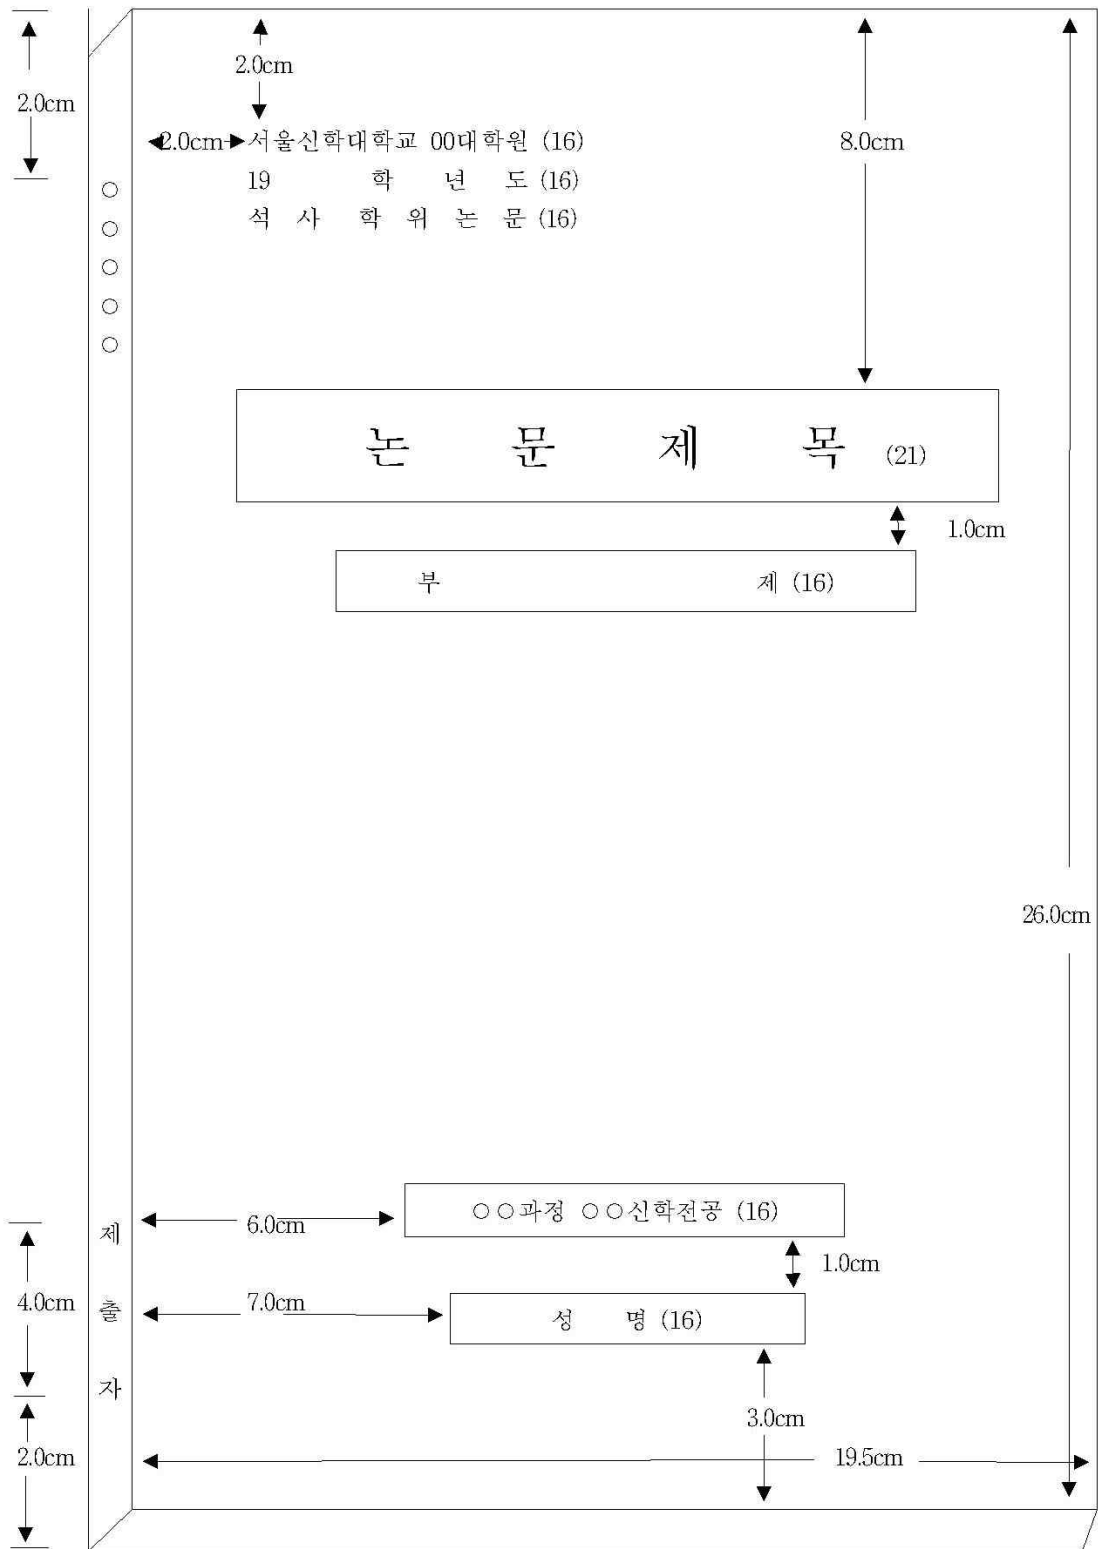 2.0cm
2.0cm
2.0cm
서울신학대학교 00대학원 (16)
8.0cm
19 학 년 도 (16)
석 사 학 위 논 문 (16)
○
○
○
○
○
논 문 제 목 (21)
1.0cm
부 제 (16)
26.0cm
○○과정 ○○신학전공 (16)
6.0cm
1.0cm
제
출
자
4.0cm
7.0cm
성 명 (16)
3.0cm
2.0cm
19.5cm